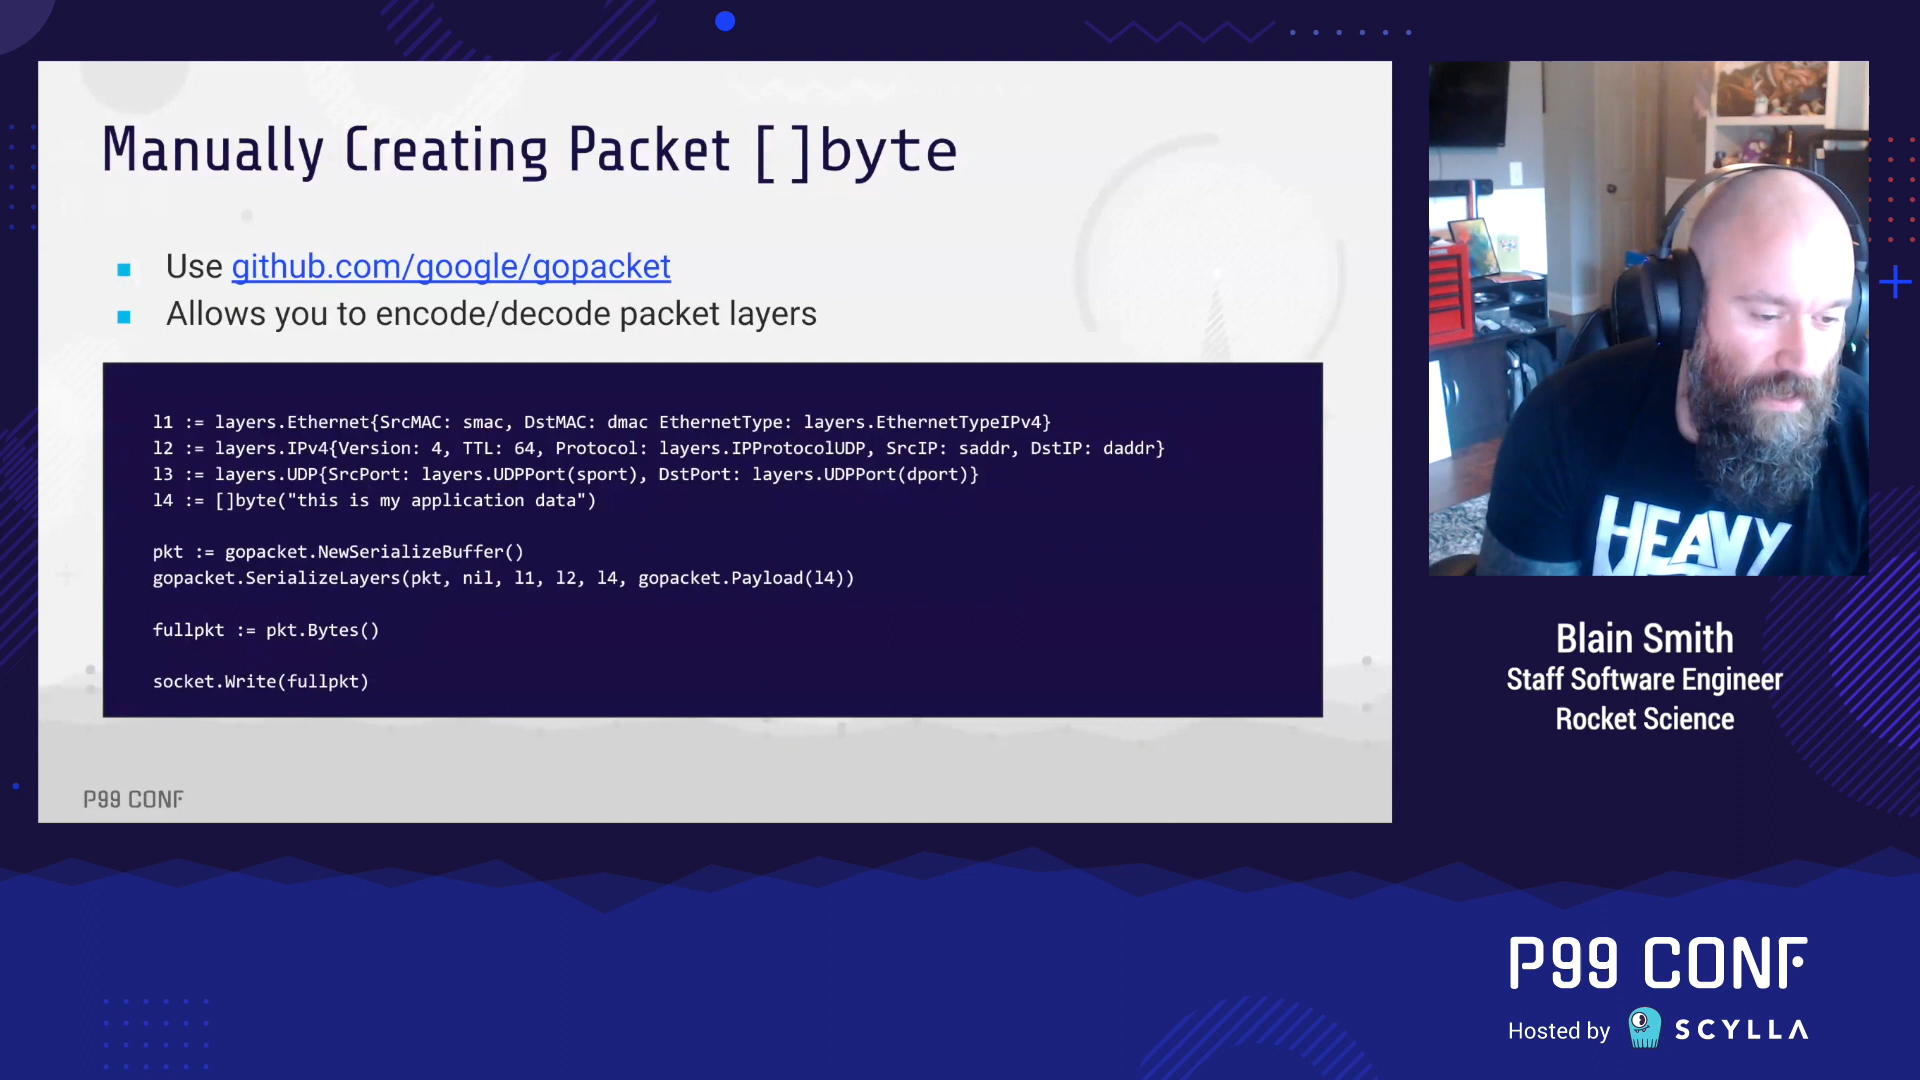 Manually Creating Packet []byte
Use github.com/google/gopacket
Allows you to encode/decode packet layers
l1 := layers.Ethernet{SrcMAC: smac, DstMAC: dmac EthernetType: layers.EthernetTypeIPv4}
l2 := layers.IPv4{Version: 4, TTL: 64, Protocol: layers.IPProtocolUDP, SrcIP: saddr, DstIP: daddr}
l3 := layers.UDP{SrcPort: layers.UDPPort(sport), DstPort: layers.UDPPort(dport)}
l4 := []byte("this is my application data")
pkt := gopacket.NewSerializeBuffer()
gopacket.SerializeLayers(pkt, nil, l1, l2, l4, gopacket.Payload(l4))
fullpkt := pkt.Bytes()
socket.Write(fullpkt)
P99 CONF
HEAVY
Blain Smith
Staff Software Engineer
Rocket Science
P99 CONF
Hosted by SCYLLA